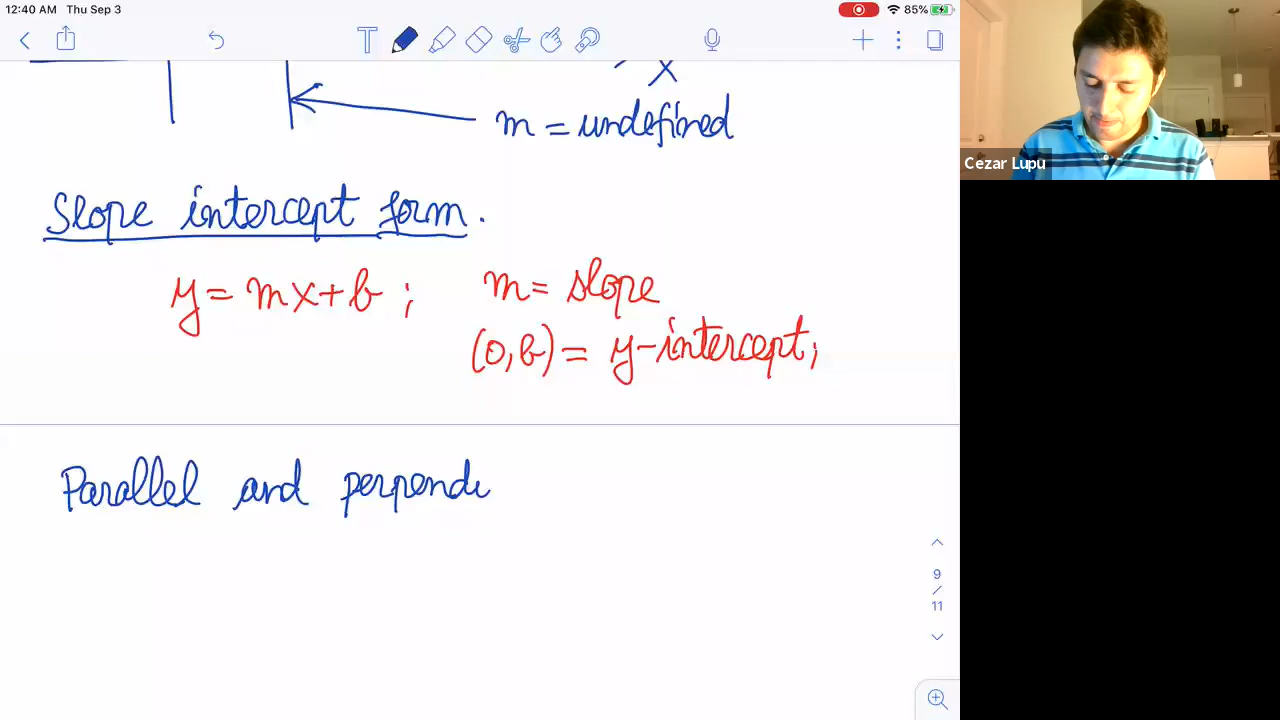 12:40 AM Thu Sep 3
85%
T
X
m = undefined
Cezar Lupu
Slope intercept form.
y = mx + b ; m = slope
(0, b) = y-intercept;
Parallel and perpendi
9
/
11